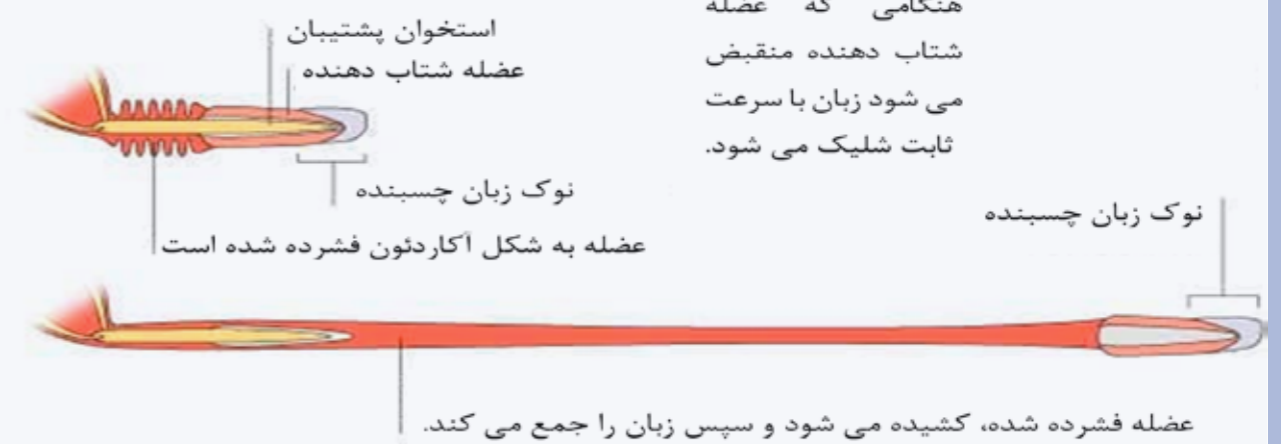 هنگامی که عضله
شتاب دهنده منقبض
می شود زبان با سرعت
ثابت شلیک می شود.
استخوان پشتیبان
عضله شتاب دهنده
نوک زبان چسبنده
عضله به شکل آکاردئون فشرده شده است
نوک زبان چسبنده
عضله فشرده شده، کشیده می شود و سپس زبان را جمع می کند.